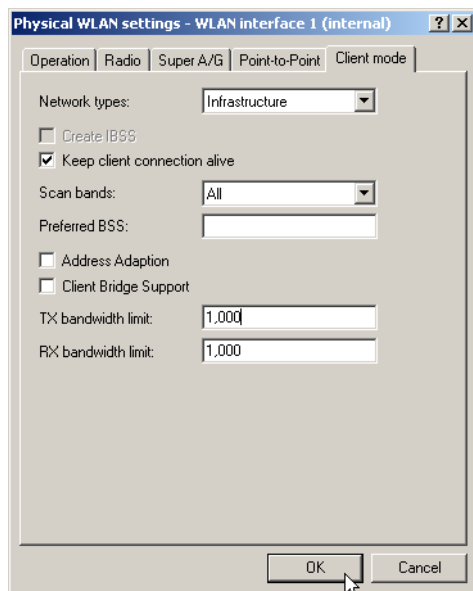 Physical WLAN settings - WLAN interface 1 (internal)
Operation Radio Super A/G Point-to-Point Client mode
Network types: Infrastructure
Create IBSS
Keep client connection alive
Scan bands: All
Preferred BSS:
Address Adaption
Client Bridge Support
TX bandwidth limit: 1,000
RX bandwidth limit: 1,000
OK Cancel